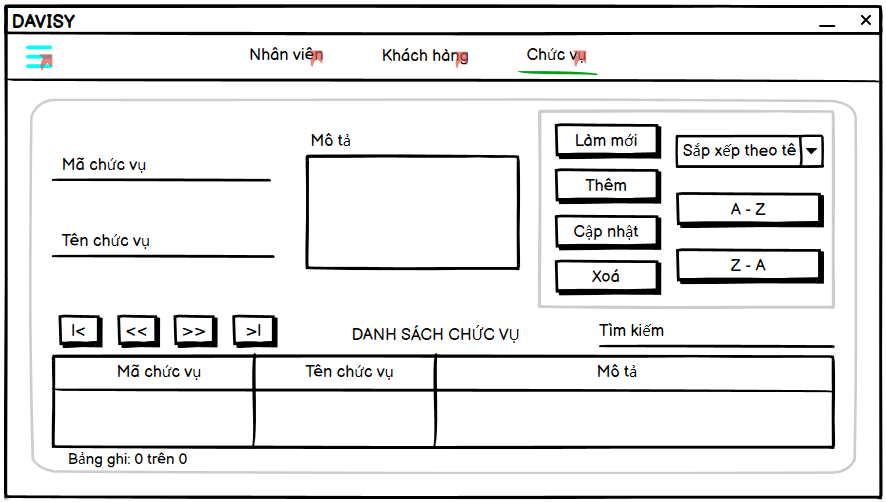 DAVISY
Nhân viên Khách hàng Chức vụ
Mã chức vụ
Tên chức vụ
Mô tả
Làm mới
Thêm
Cập nhật
Xoá
Sắp xếp theo tê
A - Z
Z - A
|< << >> >|
DANH SÁCH CHỨC VỤ
Tìm kiếm
Mã chức vụ Tên chức vụ Mô tả
Bảng ghi: 0 trên 0